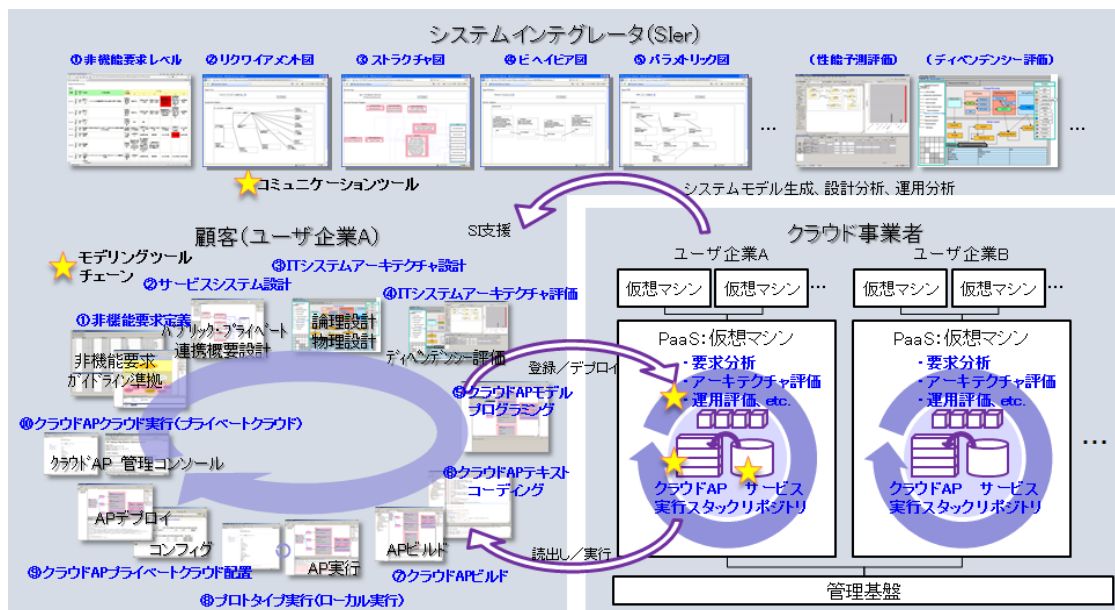 システムインテグレータ(SIer)
①非機能要求レベル
②リクワイアメント図
③ストラクチャ図
④ビヘイビア図
⑤パラメトリック図
(性能予測評価)
(ディペンデンシー評価)
…
…
コミュニケーションツール
システムモデル生成、設計分析、運用分析
SI支援
顧客(ユーザ企業A)
モデリングツール
チェーン
①非機能要求定義
非機能要求
ガイドライン準拠
②サービスシステム設計
パブリック・プライベート
連携概要設計
③ITシステムアーキテクチャ設計
論理設計
物理設計
④ITシステムアーキテクチャ評価
ディペンデンシー評価
⑤クラウドAPモデル
プログラミング
⑥クラウドAPテキスト
コーディング
⑦クラウドAPビルド
APビルド
⑧プロトタイプ実行(ローカル実行)
AP実行
⑨クラウドAPプライベートクラウド配置
APデプロイ
コンフィグ
⑩クラウドAPクラウド実行(プライベートクラウド)
クラウドAP 管理コンソール
登録/デプロイ
読出し/実行
クラウド事業者
ユーザ企業A
仮想マシン
仮想マシン
…
PaaS:仮想マシン
・要求分析
・アーキテクチャ評価
・運用評価、etc.
クラウドAP サービス
実行スタックリポジトリ
ユーザ企業B
仮想マシン
仮想マシン
…
PaaS:仮想マシン
・要求分析
・アーキテクチャ評価
・運用評価、etc.
クラウドAP サービス
実行スタックリポジトリ
…
管理基盤